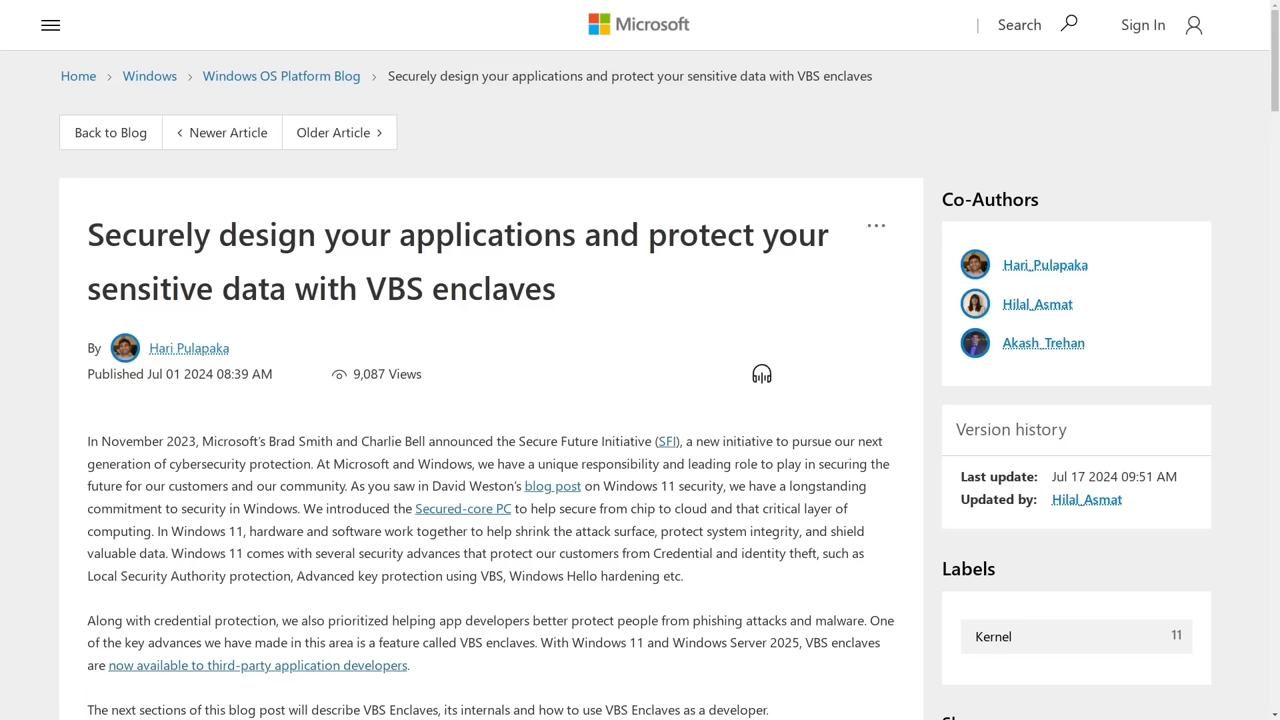 Microsoft
Search
Sign In
Home
Windows
Windows OS Platform Blog
Securely design your applications and protect your sensitive data with VBS enclaves
Back to Blog
Newer Article
Older Article
Securely design your applications and protect your
sensitive data with VBS enclaves
By Hari Pulapaka
Published Jul 01 2024 08:39 AM
9,087 Views
In November 2023, Microsoft's Brad Smith and Charlie Bell announced the Secure Future Initiative (SFI), a new initiative to pursue our next
generation of cybersecurity protection. At Microsoft and Windows, we have a unique responsibility and leading role to play in securing the
future for our customers and our community. As you saw in David Weston's blog post on Windows 11 security, we have a longstanding
commitment to security in Windows. We introduced the Secured-core PC to help secure from chip to cloud and that critical layer of
computing. In Windows 11, hardware and software work together to help shrink the attack surface, protect system integrity, and shield
valuable data. Windows 11 comes with several security advances that protect our customers from Credential and identity theft, such as
Local Security Authority protection, Advanced key protection using VBS, Windows Hello hardening etc.
Along with credential protection, we also prioritized helping app developers better protect people from phishing attacks and malware. One
of the key advances we have made in this area is a feature called VBS enclaves. With Windows 11 and Windows Server 2025, VBS enclaves
are now available to third-party application developers.
The next sections of this blog post will describe VBS Enclaves, its internals and how to use VBS Enclaves as a developer.
Co-Authors
Hari_Pulapaka
Hilal_Asmat
Akash_Trehan
Version history
Last update: Jul 17 2024 09:51 AM
Updated by: Hilal_Asmat
Labels
Kernel 11